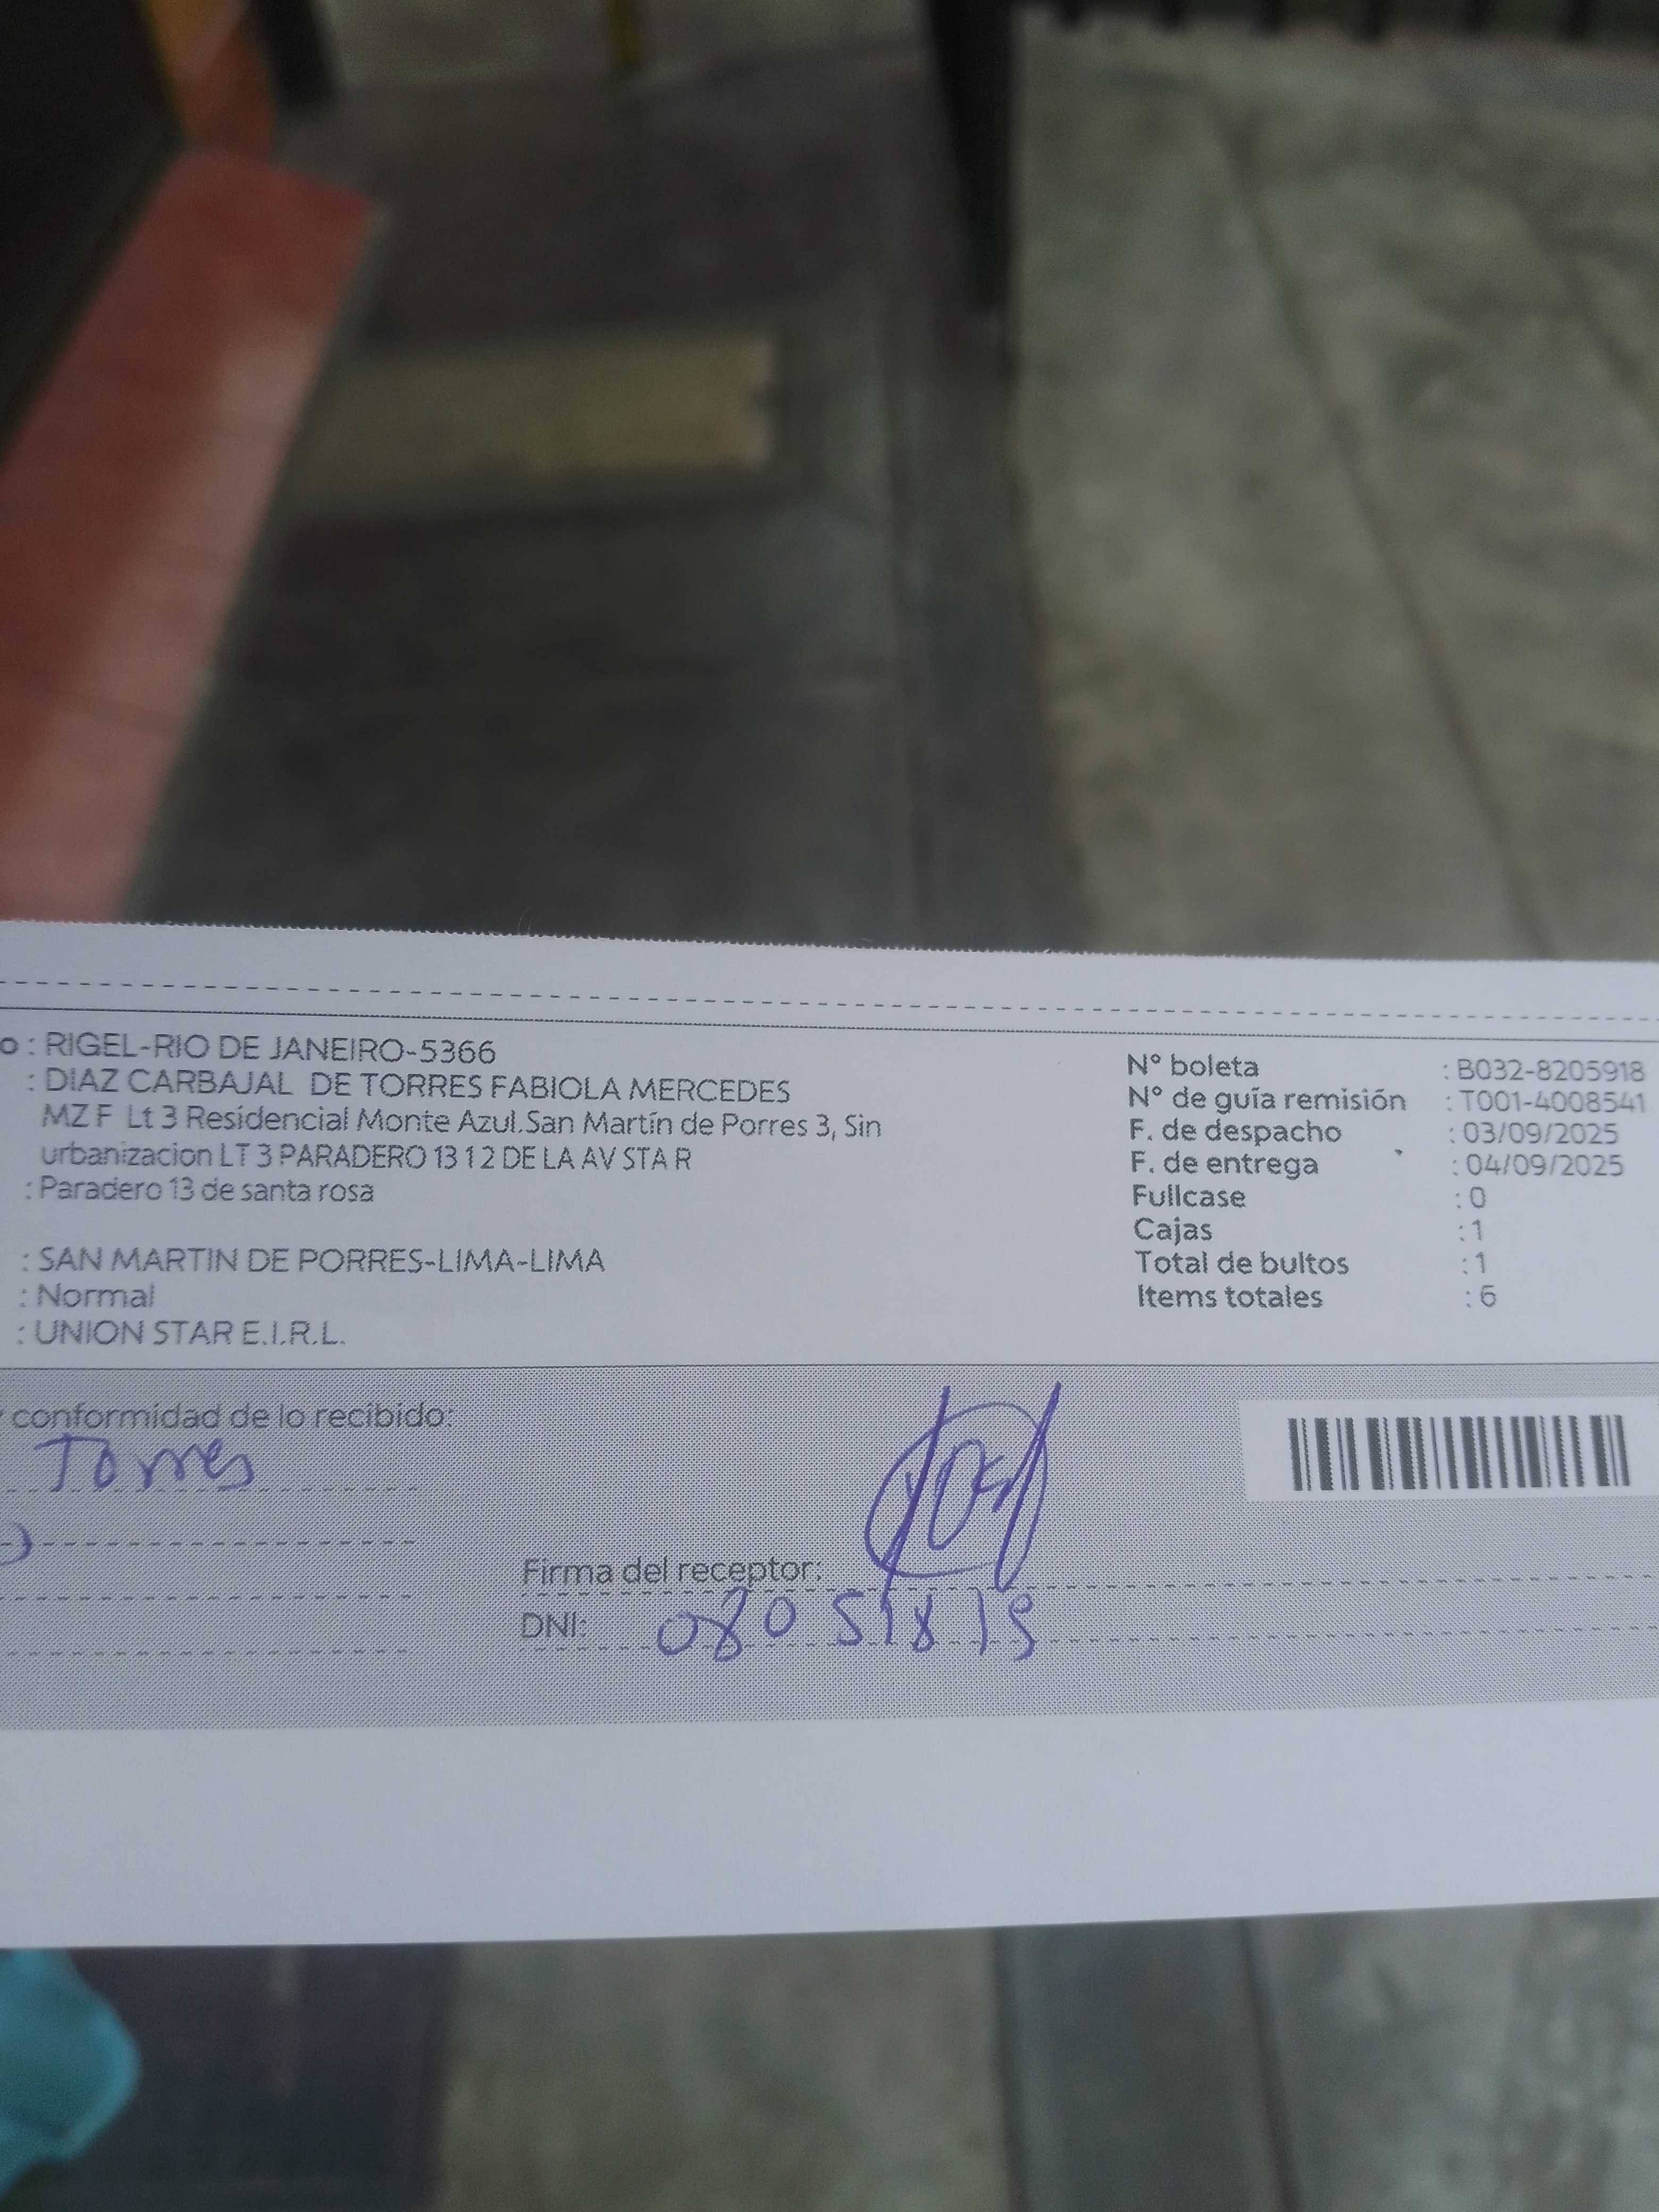 o : RIGEL-RIO DE JANEIRO-5366
: DIAZ CARBAJAL DE TORRES FABIOLA MERCEDES
MZ F Lt 3 Residencial Monte Azul.San Martín de Porres 3, Sin
urbanizacion LT 3 PARADERO 13 1 2 DE LA AV STA R
: Paradero 13 de santa rosa
: SAN MARTIN DE PORRES-LIMA-LIMA
: Normal
: UNION STAR E.I.R.L.
Nº boleta : B032-8205918
Nº de guía remisión : T001-4008541
F. de despacho : 03/09/2025
F. de entrega : 04/09/2025
Fullcase : 0
Cajas : 1
Total de bultos : 1
Items totales : 6
y conformidad de lo recibido:
Torres
Firma del receptor:
DNI: 08051819